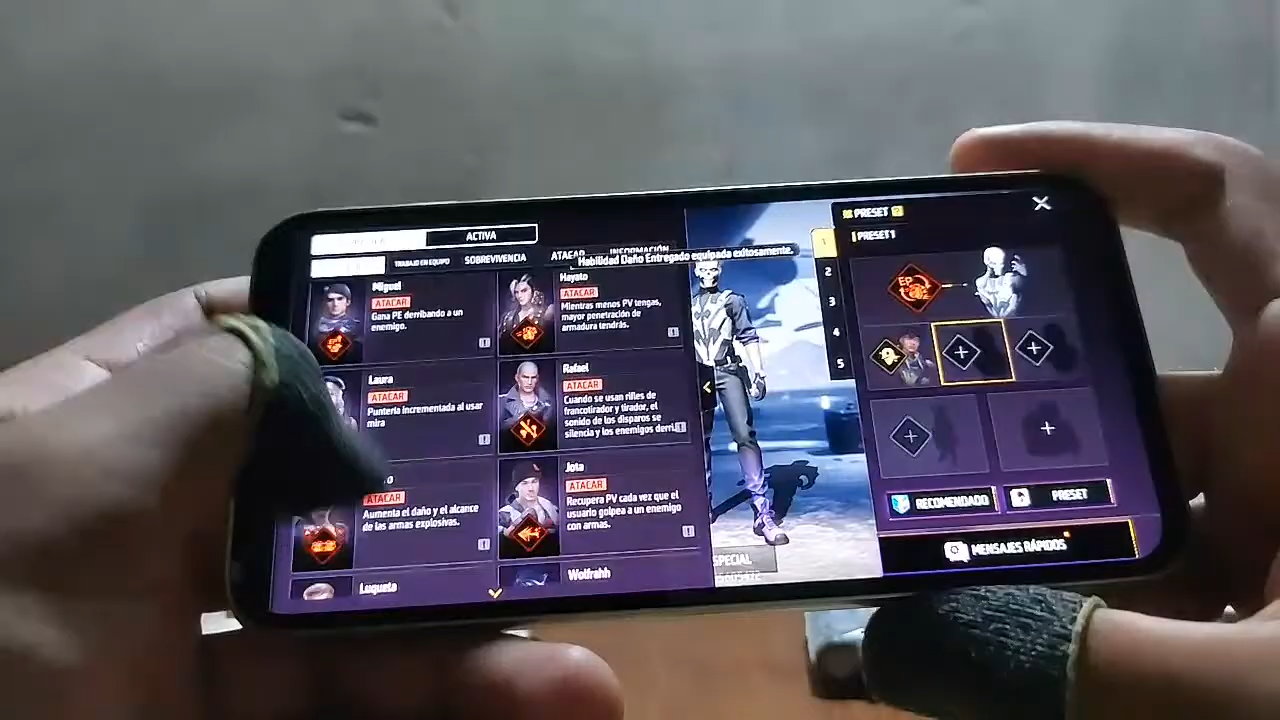 ACTIVA
TRABAJO EN EQUIPO
SOBREVIVENCIA
ATACAR
INFORMACIÓN
Habilidad Daño Entregado equipada exitosamente.
Miguel
ATACAR
Gana PE derribando a un
enemigo.
Hayato
ATACAR
Mientras menos PV tengas,
mayor penetración de
armadura tendrás.
Laura
ATACAR
Puntería incrementada al usar
mira
Rafael
ATACAR
Cuando se usan rifles de
francotirador y tirador, el
sonido de los disparos se
silencia y los enemigos
ATACAR
Aumenta el daño y el alcance
de las armas explosivas.
Jota
ATACAR
Recupera PV cada vez que el
usuario golpea a un enemigo
con armas.
Luqueta
Wolfrahh
1
2
3
4
5
PRESET
PRESET 1
EP
RECOMENDADO
PRESET
MENSAJES RÁPIDOS